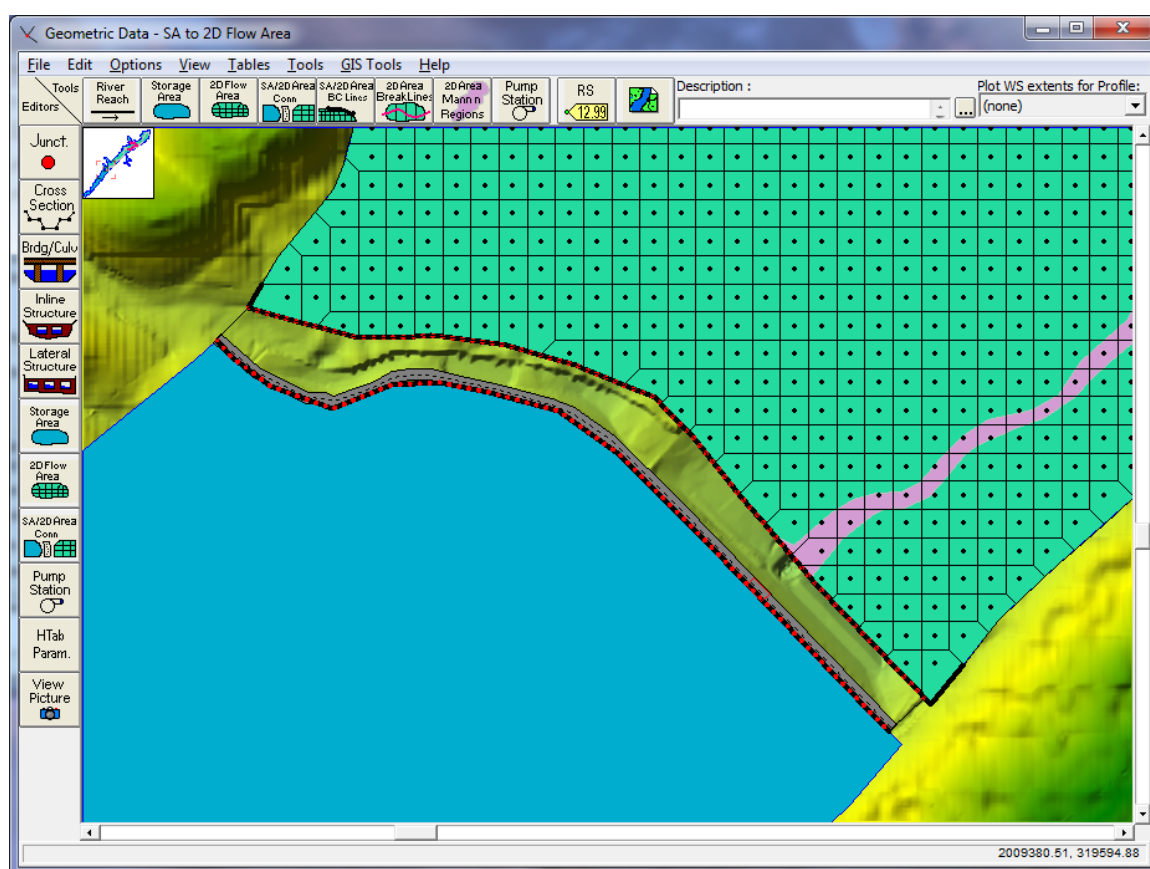 Geometric Data - SA to 2D Flow Area
File Edit Options View Tables Tools GIS Tools Help
Tools
Editors
River
Reach
Storage
Area
2D Flow
Area
SA/2D Area
Conn
SA/2D Area
BC Lines
2D Area
BreakLines
2D Area
Mann n
Regions
Pump
Station
RS
12.99
Description :
...
Plot WS extents for Profile:
(none)
Junct.
Cross
Section
Brdg/Culv
Inline
Structure
Lateral
Structure
Storage
Area
2D Flow
Area
SA/2D Area
Conn
Pump
Station
HTab
Param.
View
Picture
2009380.51, 319594.88